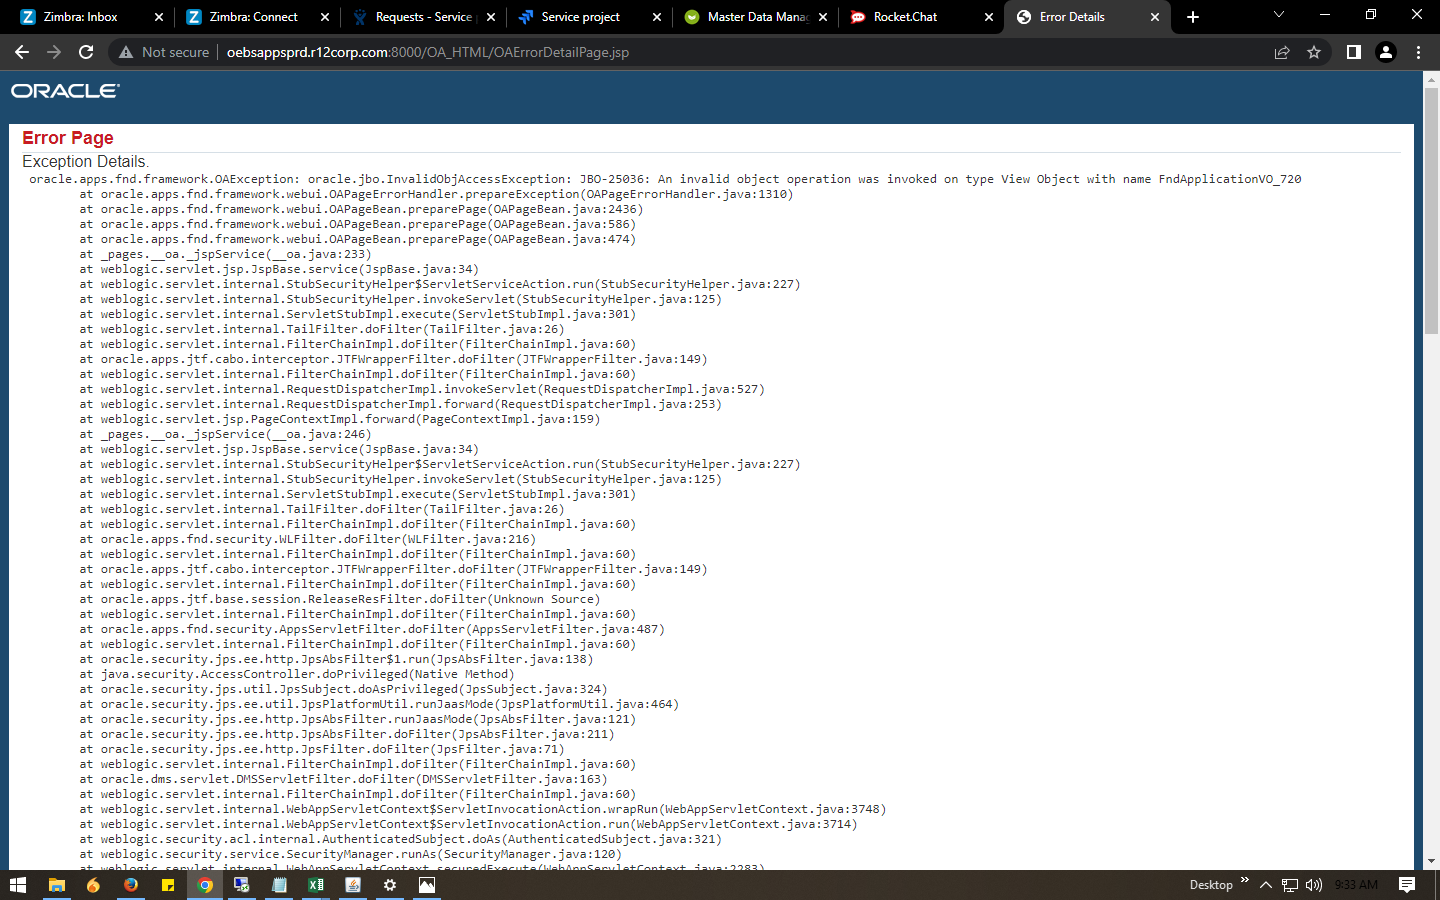 Zimbra: Inbox
Zimbra: Connect
Requests - Service
Service project
Master Data Mana
Rocket.Chat
Error Details
Not secure
oebsappsprd.r12corp.com:8000/OA_HTML/OAErrorDetailPage.jsp
ORACLE
Error Page
Exception Details.
oracle.apps.fnd.framework.OAException: oracle.jbo.InvalidObjAccessException: JBO-25036: An invalid object operation was invoked on type View Object with name FndApplicationVO_720
at oracle.apps.fnd.framework.webui.OAPageErrorHandler.prepareException(OAPageErrorHandler.java:1310)
at oracle.apps.fnd.framework.webui.OAPageBean.preparePage(OAPageBean.java:2436)
at oracle.apps.fnd.framework.webui.OAPageBean.preparePage(OAPageBean.java:586)
at oracle.apps.fnd.framework.webui.OAPageBean.preparePage(OAPageBean.java:474)
at _pages.__oa._jspService(__oa.java:233)
at weblogic.servlet.jsp.JspBase.service(JspBase.java:34)
at weblogic.servlet.internal.StubSecurityHelper$ServletServiceAction.run(StubSecurityHelper.java:227)
at weblogic.servlet.internal.StubSecurityHelper.invokeServlet(StubSecurityHelper.java:125)
at weblogic.servlet.internal.ServletStubImpl.execute(ServletStubImpl.java:301)
at weblogic.servlet.internal.TailFilter.doFilter(TailFilter.java:26)
at weblogic.servlet.internal.FilterChainImpl.doFilter(FilterChainImpl.java:60)
at oracle.apps.jtf.cabo.interceptor.JTFWrapperFilter.doFilter(JTFWrapperFilter.java:149)
at weblogic.servlet.internal.FilterChainImpl.doFilter(FilterChainImpl.java:60)
at weblogic.servlet.internal.RequestDispatcherImpl.invokeServlet(RequestDispatcherImpl.java:527)
at weblogic.servlet.internal.RequestDispatcherImpl.forward(RequestDispatcherImpl.java:253)
at weblogic.servlet.jsp.PageContextImpl.forward(PageContextImpl.java:159)
at _pages.__oa._jspService(__oa.java:246)
at weblogic.servlet.jsp.JspBase.service(JspBase.java:34)
at weblogic.servlet.internal.StubSecurityHelper$ServletServiceAction.run(StubSecurityHelper.java:227)
at weblogic.servlet.internal.StubSecurityHelper.invokeServlet(StubSecurityHelper.java:125)
at weblogic.servlet.internal.ServletStubImpl.execute(ServletStubImpl.java:301)
at weblogic.servlet.internal.TailFilter.doFilter(TailFilter.java:26)
at weblogic.servlet.internal.FilterChainImpl.doFilter(FilterChainImpl.java:60)
at oracle.apps.fnd.security.WLFilter.doFilter(WLFilter.java:216)
at weblogic.servlet.internal.FilterChainImpl.doFilter(FilterChainImpl.java:60)
at oracle.apps.jtf.cabo.interceptor.JTFWrapperFilter.doFilter(JTFWrapperFilter.java:149)
at weblogic.servlet.internal.FilterChainImpl.doFilter(FilterChainImpl.java:60)
at oracle.apps.jtf.base.session.ReleaseResFilter.doFilter(Unknown Source)
at weblogic.servlet.internal.FilterChainImpl.doFilter(FilterChainImpl.java:60)
at oracle.apps.fnd.security.AppsServletFilter.doFilter(AppsServletFilter.java:487)
at weblogic.servlet.internal.FilterChainImpl.doFilter(FilterChainImpl.java:60)
at oracle.security.jps.ee.http.JpsAbsFilter$1.run(JpsAbsFilter.java:138)
at java.security.AccessController.doPrivileged(Native Method)
at oracle.security.jps.util.JpsSubject.doAsPrivileged(JpsSubject.java:324)
at oracle.security.jps.ee.util.JpsPlatformUtil.runJaasMode(JpsPlatformUtil.java:464)
at oracle.security.jps.ee.http.JpsAbsFilter.runJaasMode(JpsAbsFilter.java:121)
at oracle.security.jps.ee.http.JpsAbsFilter.doFilter(JpsAbsFilter.java:211)
at oracle.security.jps.ee.http.JpsFilter.doFilter(JpsFilter.java:71)
at weblogic.servlet.internal.FilterChainImpl.doFilter(FilterChainImpl.java:60)
at oracle.dms.servlet.DMSServletFilter.doFilter(DMSServletFilter.java:163)
at weblogic.servlet.internal.FilterChainImpl.doFilter(FilterChainImpl.java:60)
at weblogic.servlet.internal.WebAppServletContext$ServletInvocationAction.wrapRun(WebAppServletContext.java:3748)
at weblogic.servlet.internal.WebAppServletContext$ServletInvocationAction.run(WebAppServletContext.java:3714)
at weblogic.security.acl.internal.AuthenticatedSubject.doAs(AuthenticatedSubject.java:321)
at weblogic.security.service.SecurityManager.runAs(SecurityManager.java:120)
at weblogic.servlet.internal.WebAppServletContext.securedExecute(WebAppServletContext.java:2283)
Desktop
9:33 AM